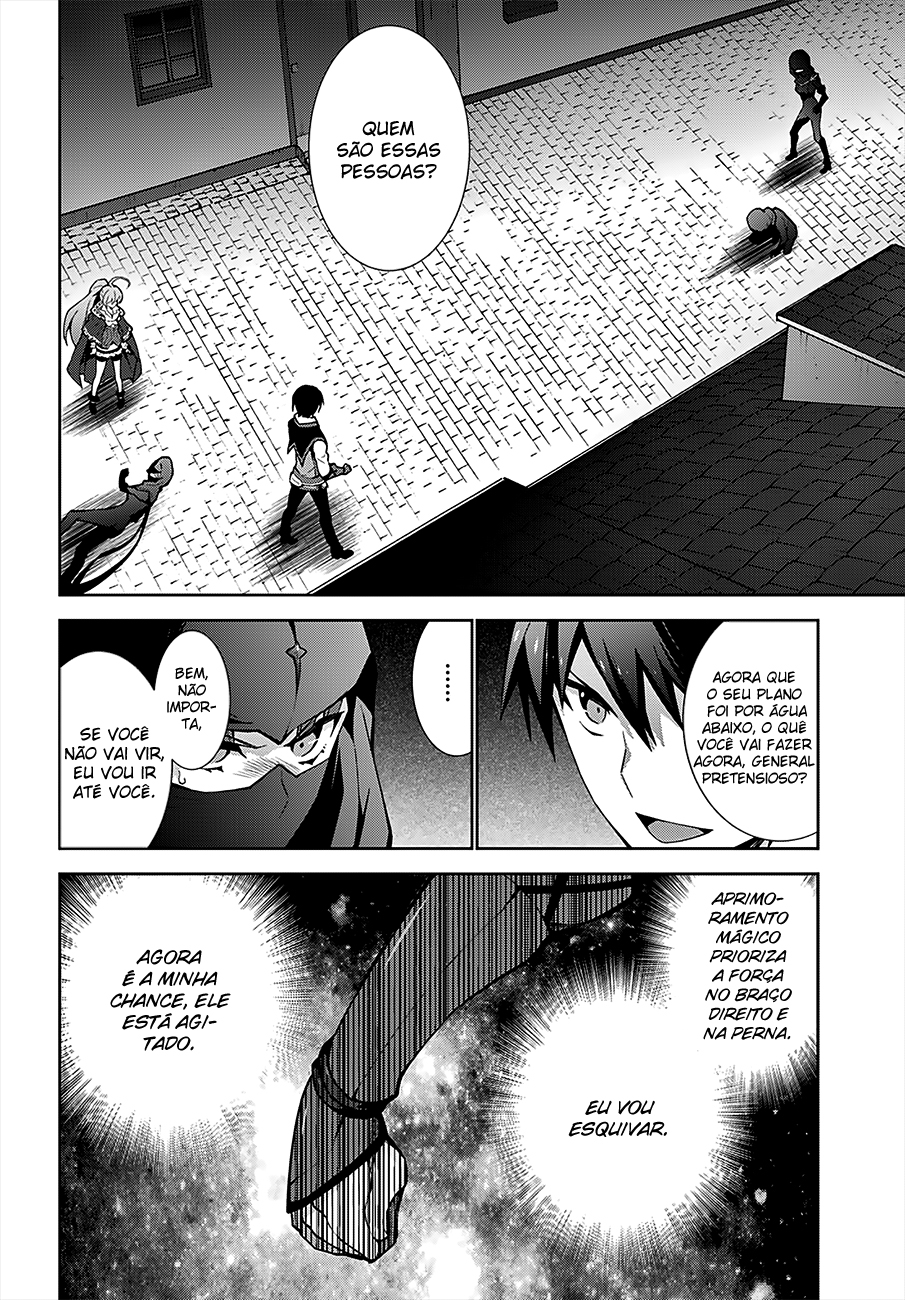 QUEM
SÃO ESSAS
PESSOAS?
AGORA QUE
O SEU PLANO
FOI POR ÁGUA
ABAIXO, O QUÊ
VOCÊ VAI FAZER
AGORA, GENERAL
PRETENSIOSO?
......
BEM,
NÃO
IMPOR-
TA,
SE VOCÊ
NÃO VAI VIR,
EU VOU IR
ATÉ VOCÊ.
APRIMO-
RAMENTO
MÁGICO
PRIORIZA
A FORÇA
NO BRAÇO
DIREITO E
NA PERNA.
EU VOU
ESQUIVAR.
AGORA
É A MINHA
CHANCE, ELE
ESTÁ AGI-
TADO.